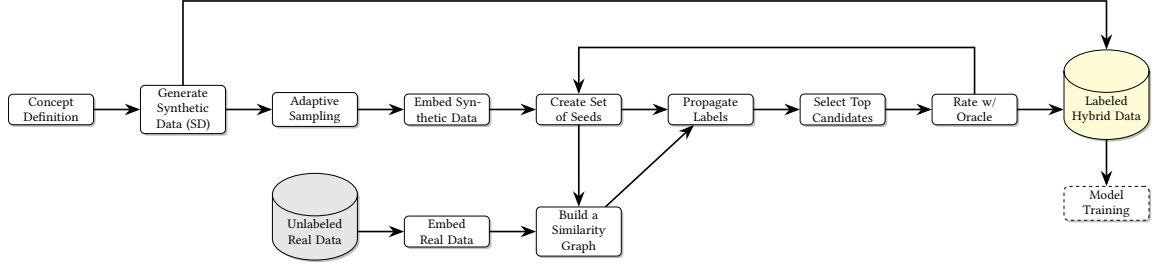 Concept
Definition
Generate
Synthetic
Data (SD)
Adaptive
Sampling
Embed Syn-
thetic Data
Create Set
of Seeds
Propagate
Labels
Select Top
Candidates
Rate w/
Oracle
Labeled
Hybrid Data
Unlabeled
Real Data
Embed
Real Data
Build a
Similarity
Graph
Model
Training